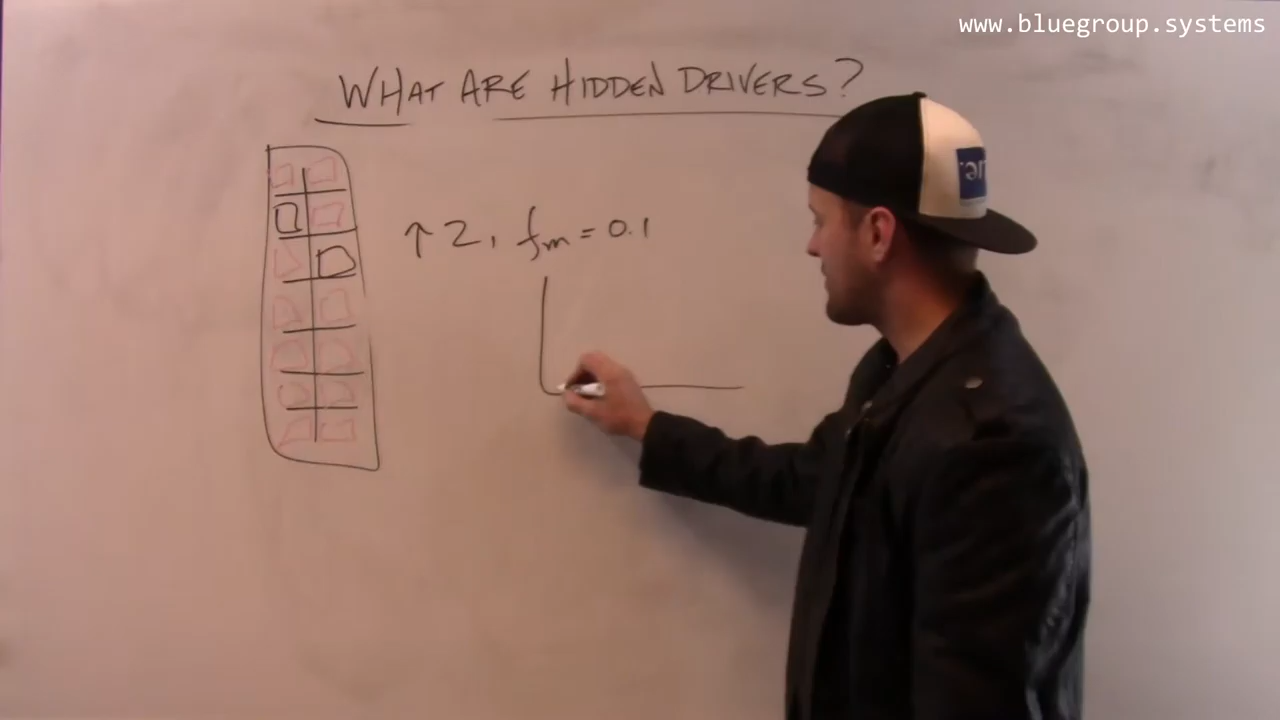 www.bluegroup.systems
WHAT ARE HIDDEN DRIVERS?
↑ 2, fm = 0.1